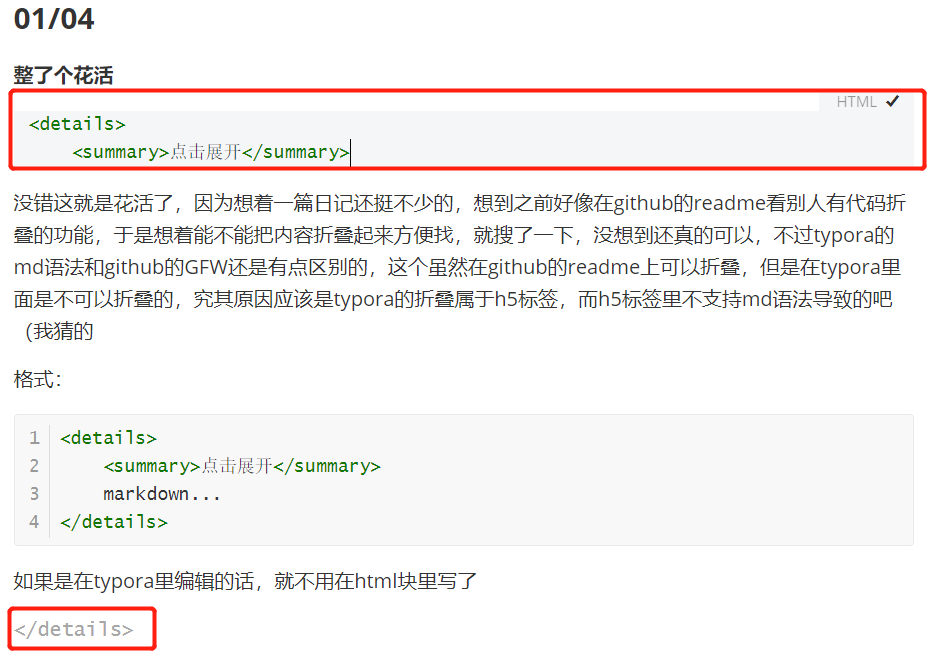 01/04
整了个花活
HTML ✓
<details>
<summary>点击展开</summary>
没错这就是花活了，因为想着一篇日记还挺不少的，想到之前好像在github的readme看别人有代码折
叠的功能，于是想着能不能把内容折叠起来方便找，就搜了一下，没想到还真的可以，不过typora的
md语法和github的GFW还是有点区别的，这个虽然在github的readme上可以折叠，但是在typora里
面是不可以折叠的，究其原因应该是typora的折叠属于h5标签，而h5标签里不支持md语法导致的吧
（我猜的
格式：
1 <details>
2 <summary>点击展开</summary>
3 markdown...
4 </details>
如果是在typora里编辑的话，就不用在html块里写了
</details>